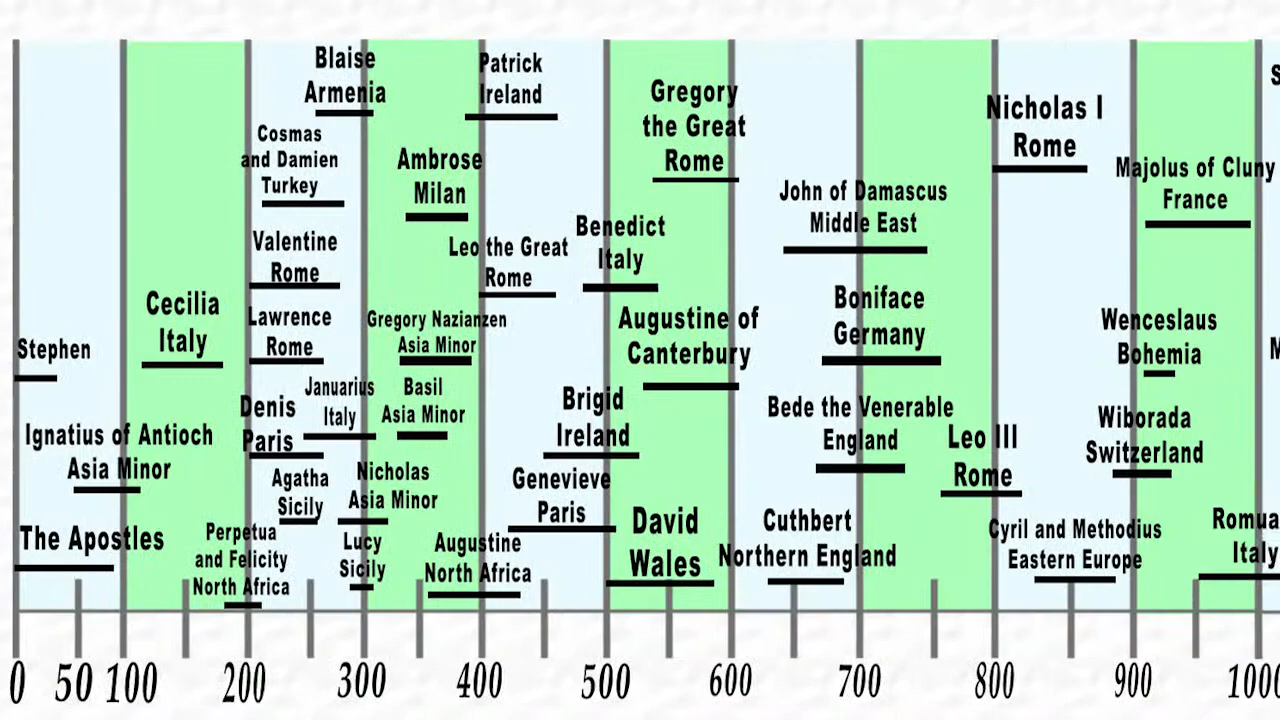 Blaise
Armenia
Patrick
Ireland
Gregory
the Great
Rome
Nicholas I
Rome
Cosmas
and Damien
Turkey
Ambrose
Milan
John of Damascus
Middle East
Majolus of Cluny
France
Valentine
Rome
Leo the Great
Rome
Benedict
Italy
Cecilia
Italy
Lawrence
Rome
Gregory Nazianzen
Asia Minor
Augustine of
Canterbury
Boniface
Germany
Wenceslaus
Bohemia
Stephen
Januarius
Italy
Basil
Asia Minor
Brigid
Ireland
Bede the Venerable
England
Leo III
Rome
Wiborada
Switzerland
Ignatius of Antioch
Asia Minor
Denis
Paris
Agatha
Sicily
Nicholas
Asia Minor
Genevieve
Paris
The Apostles
Perpetua
and Felicity
North Africa
Lucy
Sicily
Augustine
North Africa
David
Wales
Cuthbert
Northern England
Cyril and Methodius
Eastern Europe
Romua
Italy
0 50 100 200 300 400 500 600 700 800 900 1000